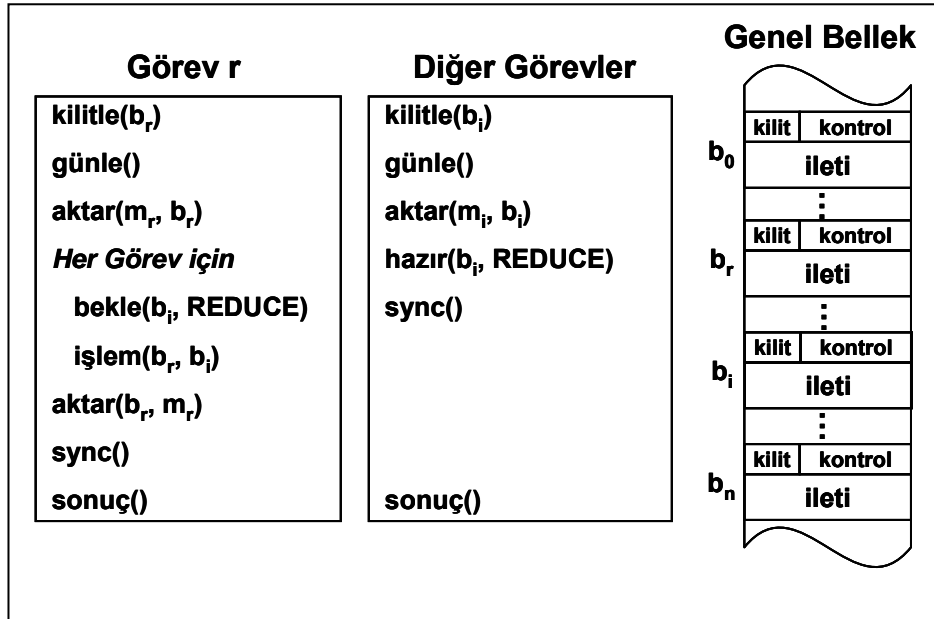 Görev r
kilitle(bᵣ)
günle()
aktar(mᵣ, bᵣ)
Her Görev için
bekle(bᵢ, REDUCE)
işlem(bᵣ, bᵢ)
aktar(bᵣ, mᵣ)
sync()
sonuç()
Diğer Görevler
kilitle(bᵢ)
günle()
aktar(mᵢ, bᵢ)
hazır(bᵢ, REDUCE)
sync()
sonuç()
Genel Bellek
b₀
kilit kontrol
ileti
bᵣ
kilit kontrol
ileti
bᵢ
kilit kontrol
ileti
bₙ
kilit kontrol
ileti